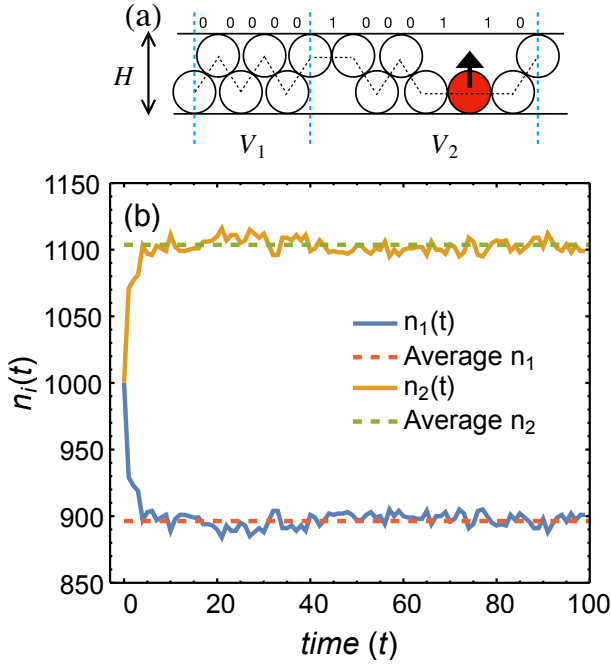 (a)
0 0 0 0 0 1 0 0 0 1 1 0
H
V1 V2
(b)
1150
1100
1050
1000
950
900
850
ni(t)
n1(t)
Average n1
n2(t)
Average n2
0 20 40 60 80 100
time (t)